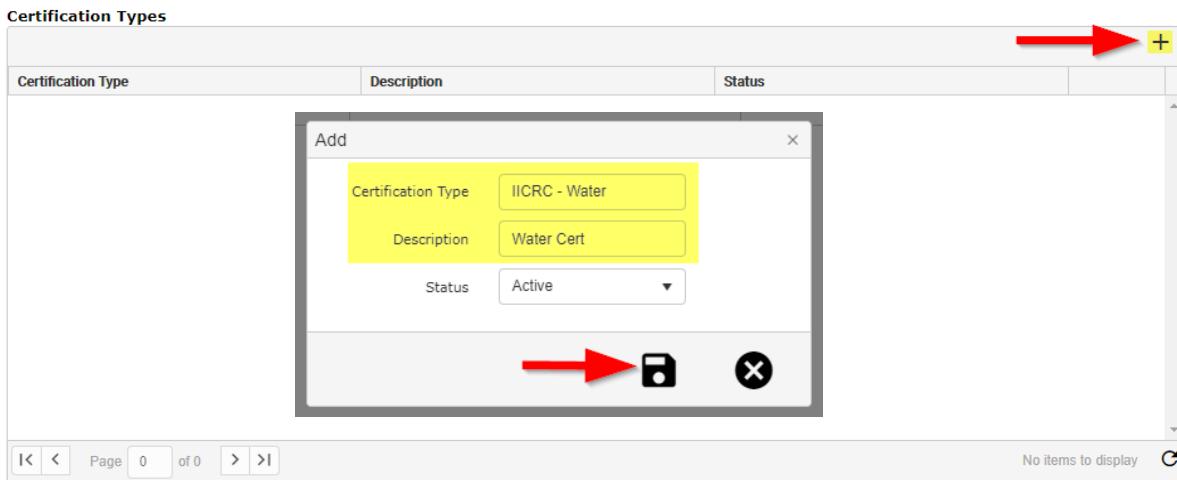 Certification Types
+
Certification Type Description Status
Add ×
Certification Type IICRC - Water
Description Water Cert
Status Active
Page 0 of 0 No items to display